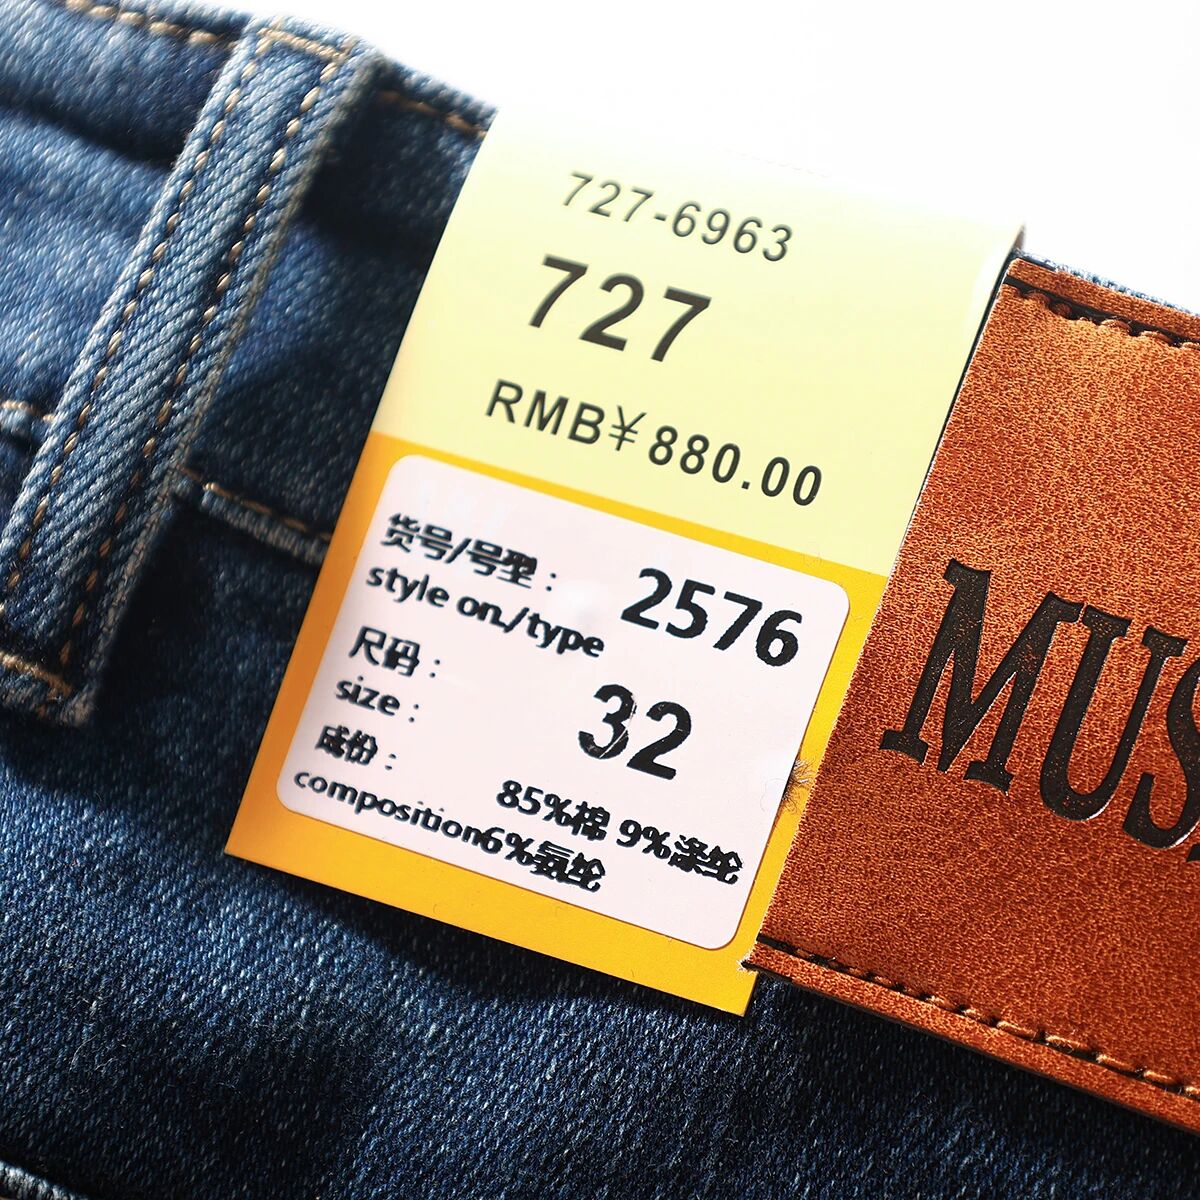 727-6963
727
RMB¥880.00
货号/号型：
style on./type
2576
尺码：
size：
32
成份：
composition
85%棉 9%涤纶
6%氨纶
MUS